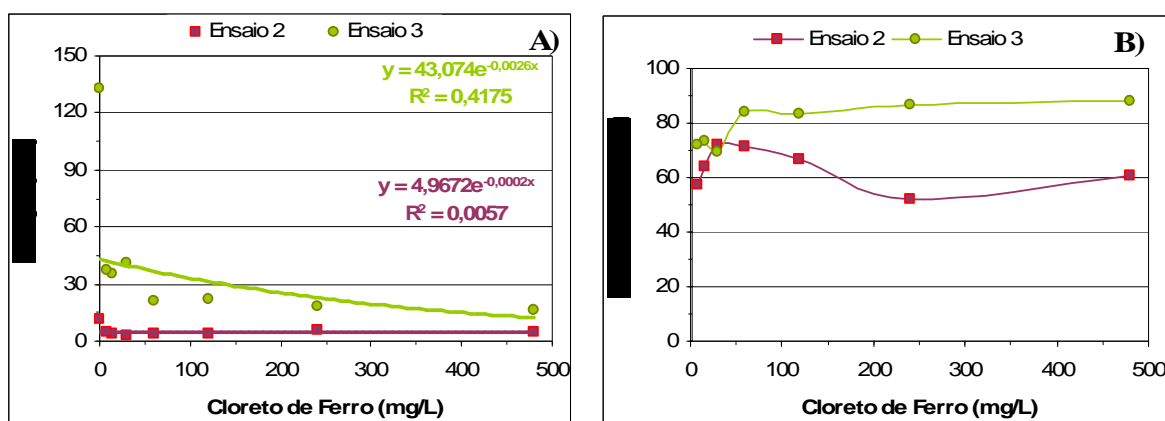 Ensaio 2 Ensaio 3
A)
150
120
90
60
30
0
y = 43,074e-0,0026x
R² = 0,4175
y = 4,9672e-0,0002x
R² = 0,0057
0 100 200 300 400 500
Cloreto de Ferro (mg/L)
Ensaio 2 Ensaio 3
B)
100
80
60
40
20
0
0 100 200 300 400 500
Cloreto de Ferro (mg/L)